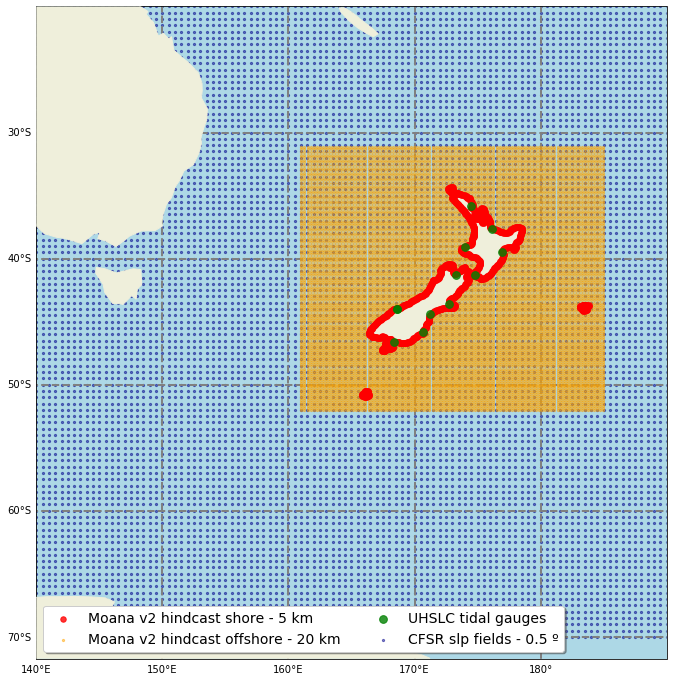 30°S
40°S
50°S
60°S
70°S
Moana v2 hindcast shore - 5 km
Moana v2 hindcast offshore - 20 km
UHSLC tidal gauges
CFSR slp fields - 0.5 º
140°E
150°E
160°E
170°E
180°